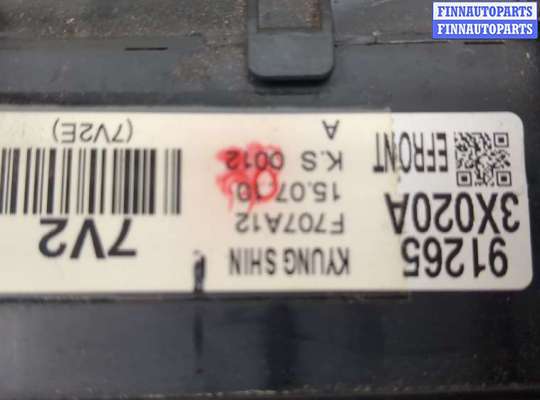 FINNAUTOPARTS
FINNAUTOPARTS
91265
3X020A
EFRONT
KYUNG SHIN
F707A12
15.07.10
K.S 0012
A
7V2
(7V2E)